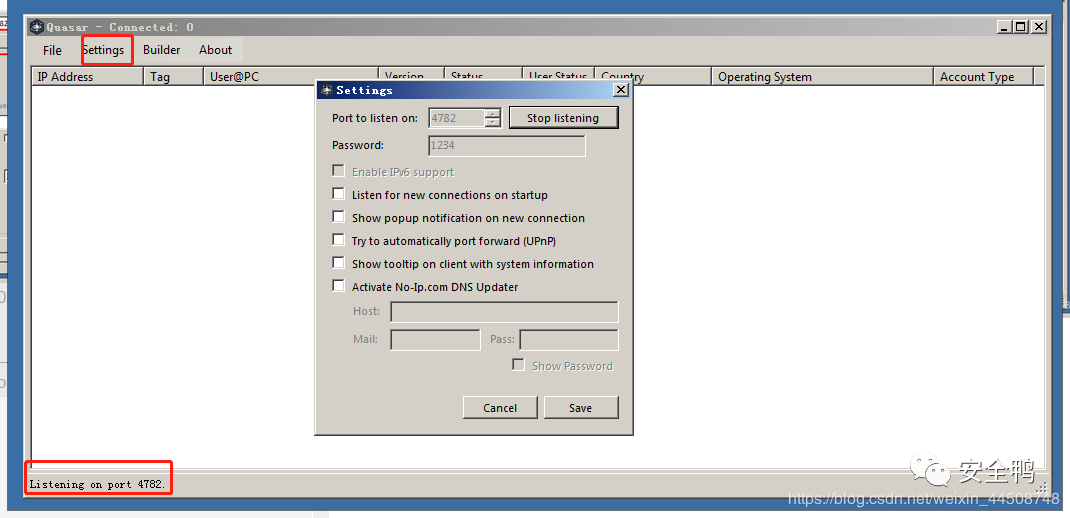 Quasar - Connected: 0
File Settings Builder About
IP Address Tag User@PC Version Status User Status Country Operating System Account Type
Settings
Port to listen on: 4782 Stop listening
Password: 1234
Enable IPv6 support
Listen for new connections on startup
Show popup notification on new connection
Try to automatically port forward (UPnP)
Show tooltip on client with system information
Activate No-Ip.com DNS Updater
Host:
Mail: Pass:
Show Password
Cancel Save
安全鸭
Listening on port 4782.
https://blog.csdn.net/weixin_44508748